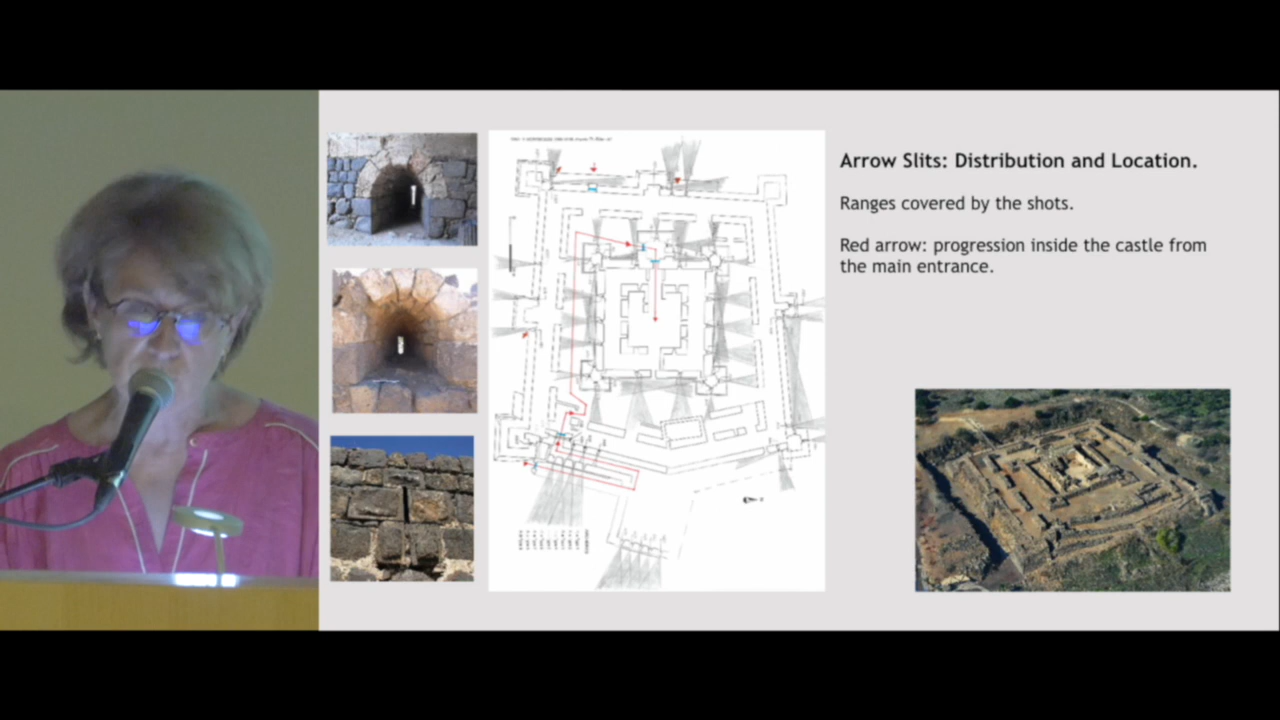 Arrow Slits: Distribution and Location.
Ranges covered by the shots.
Red arrow: progression inside the castle from
the main entrance.